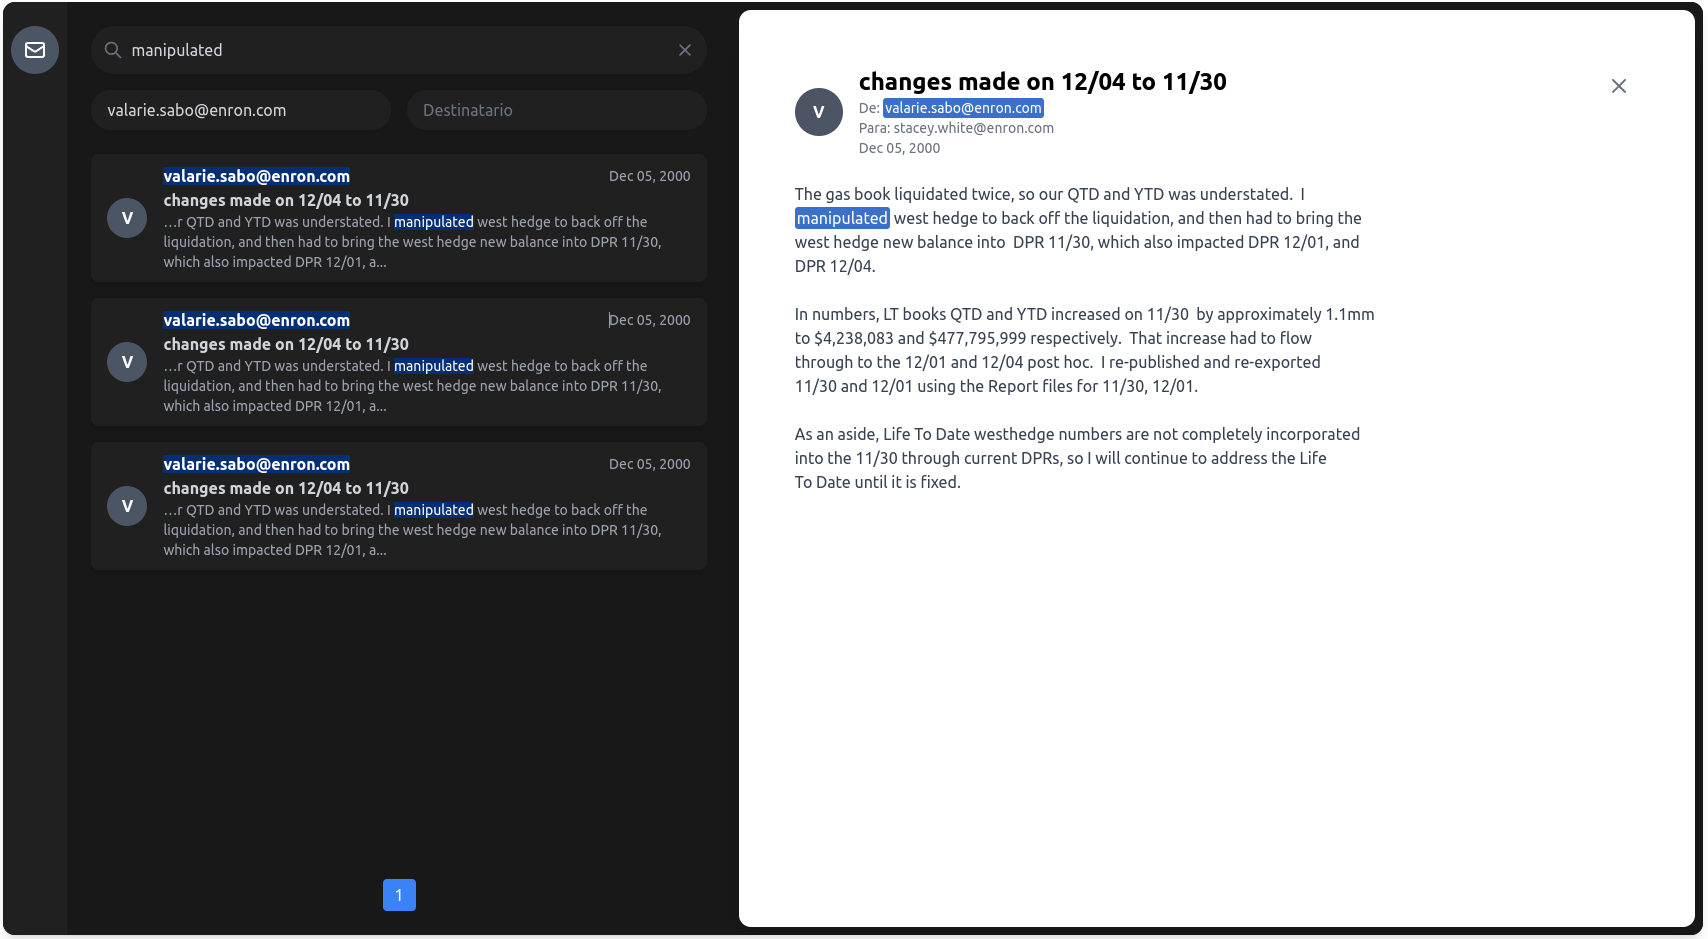 manipulated
valarie.sabo@enron.com
Destinatario
V
valarie.sabo@enron.com
Dec 05, 2000
changes made on 12/04 to 11/30
...r QTD and YTD was understated. I manipulated west hedge to back off the
liquidation, and then had to bring the west hedge new balance into DPR 11/30,
which also impacted DPR 12/01, a...
V
valarie.sabo@enron.com
Dec 05, 2000
changes made on 12/04 to 11/30
...r QTD and YTD was understated. I manipulated west hedge to back off the
liquidation, and then had to bring the west hedge new balance into DPR 11/30,
which also impacted DPR 12/01, a...
V
valarie.sabo@enron.com
Dec 05, 2000
changes made on 12/04 to 11/30
...r QTD and YTD was understated. I manipulated west hedge to back off the
liquidation, and then had to bring the west hedge new balance into DPR 11/30,
which also impacted DPR 12/01, a...
1
V
changes made on 12/04 to 11/30
De: valarie.sabo@enron.com
Para: stacey.white@enron.com
Dec 05, 2000
The gas book liquidated twice, so our QTD and YTD was understated.  I
manipulated west hedge to back off the liquidation, and then had to bring the
west hedge new balance into  DPR 11/30, which also impacted DPR 12/01, and
DPR 12/04.
In numbers, LT books QTD and YTD increased on 11/30  by approximately 1.1mm
to $4,238,083 and $477,795,999 respectively.  That increase had to flow
through to the 12/01 and 12/04 post hoc.  I re-published and re-exported
11/30 and 12/01 using the Report files for 11/30, 12/01.
As an aside, Life To Date westhedge numbers are not completely incorporated
into the 11/30 through current DPRs, so I will continue to address the Life
To Date until it is fixed.